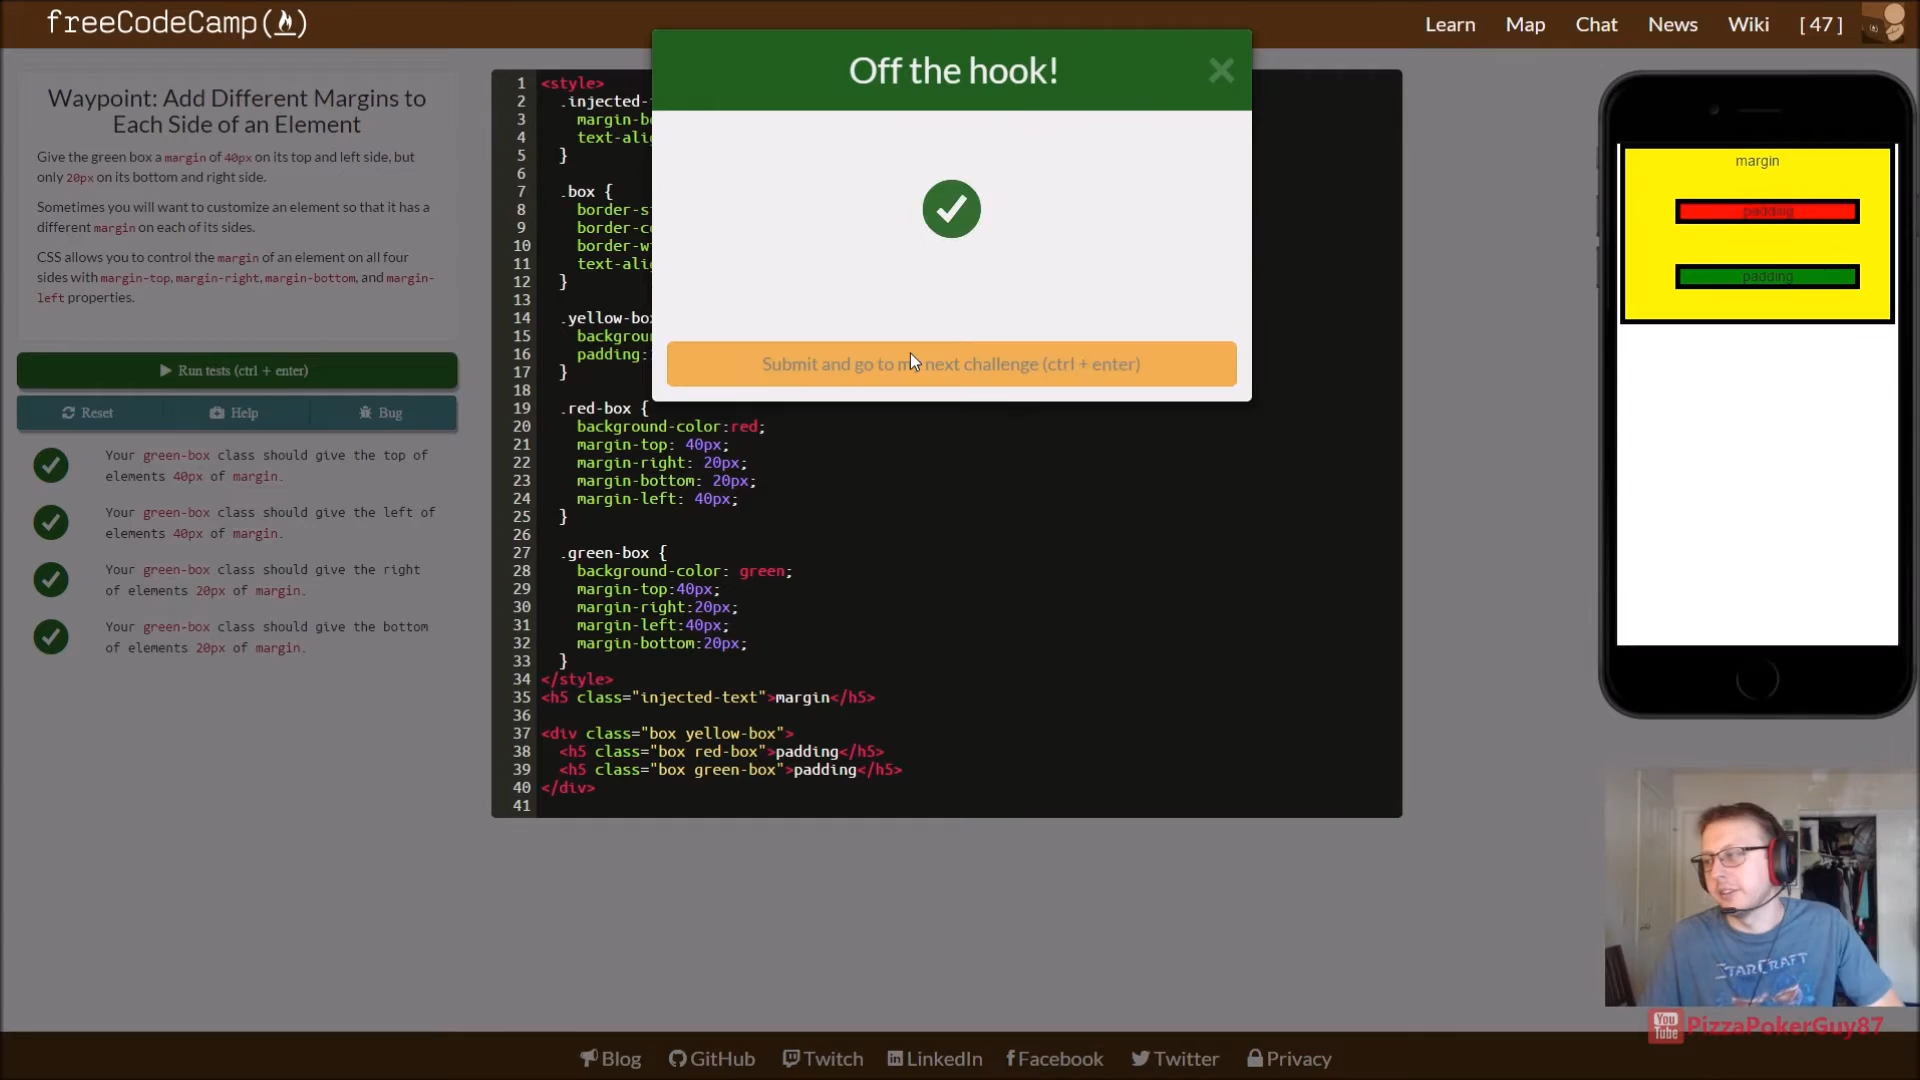 freeCodeCamp(🔥)
Learn
Map
Chat
News
Wiki
[ 47 ]
Waypoint: Add Different Margins to
Each Side of an Element
Give the green box a margin of 40px on its top and left side, but
only 20px on its bottom and right side.
Sometimes you will want to customize an element so that it has a
different margin on each of its sides.
CSS allows you to control the margin of an element on all four
sides with margin-top, margin-right, margin-bottom, and margin-
left properties.
Run tests (ctrl + enter)
Reset
Help
Bug
Your green-box class should give the top of
elements 40px of margin.
Your green-box class should give the left of
elements 40px of margin.
Your green-box class should give the right
of elements 20px of margin.
Your green-box class should give the bottom
of elements 20px of margin.
Off the hook!
Submit and go to my next challenge (ctrl + enter)
1 <style>
2 .injected-
3 margin-bo
4 text-alig
5 }
6
7 .box {
8 border-st
9 border-co
10 border-wi
11 text-alig
12 }
13
14 .yellow-box
15 backgroun
16 padding:
17 }
18
19 .red-box {
20 background-color:red;
21 margin-top: 40px;
22 margin-right: 20px;
23 margin-bottom: 20px;
24 margin-left: 40px;
25 }
26
27 .green-box {
28 background-color: green;
29 margin-top:40px;
30 margin-right:20px;
31 margin-left:40px;
32 margin-bottom:20px;
33 }
34 </style>
35 <h5 class="injected-text">margin</h5>
36
37 <div class="box yellow-box">
38 <h5 class="box red-box">padding</h5>
39 <h5 class="box green-box">padding</h5>
40 </div>
41
margin
padding
padding
STARCRAFT
You
Tube
PizzaPokerGuy87
Blog
GitHub
Twitch
LinkedIn
Facebook
Twitter
Privacy